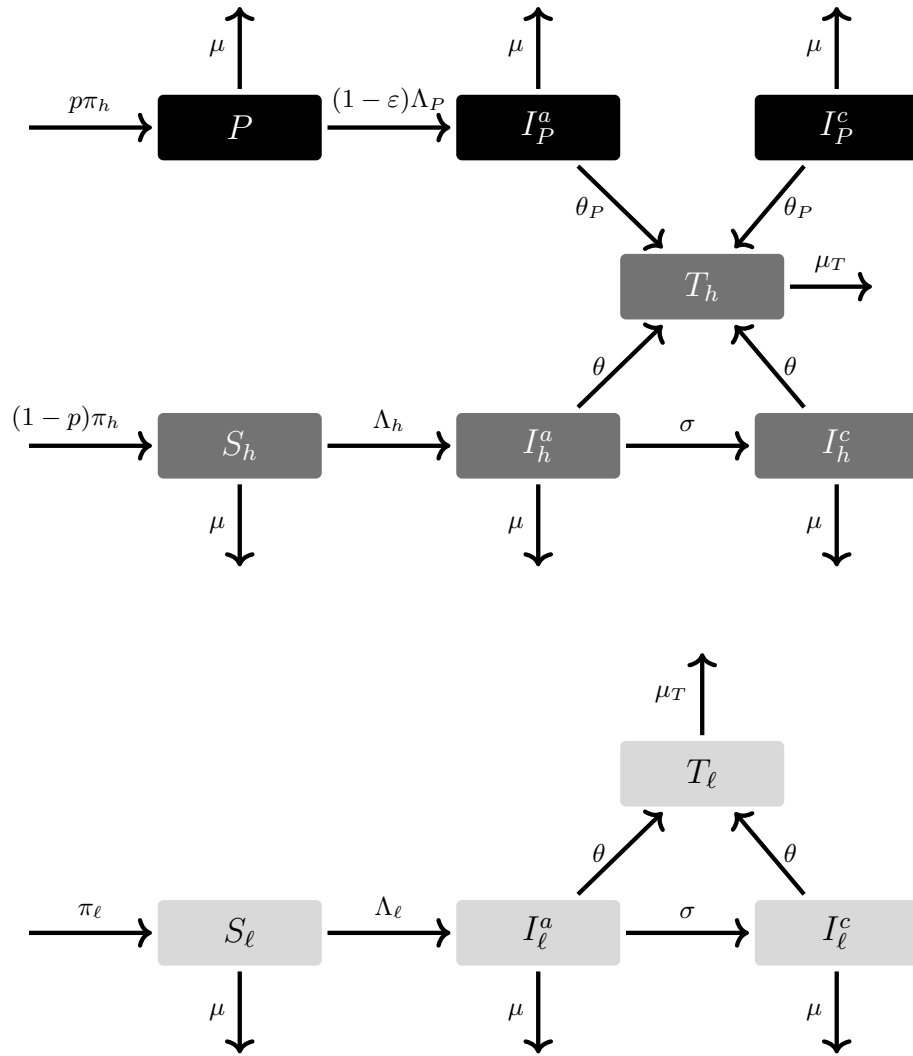 μ μ μ
pπ_h P (1 − ε)Λ_P I_P^a I_P^c
θ_P θ_P
T_h μ_T
θ θ
(1 − p)π_h S_h Λ_h I_h^a σ I_h^c
μ μ μ
μ_T
T_ℓ
θ θ
π_ℓ S_ℓ Λ_ℓ I_ℓ^a σ I_ℓ^c
μ μ μ